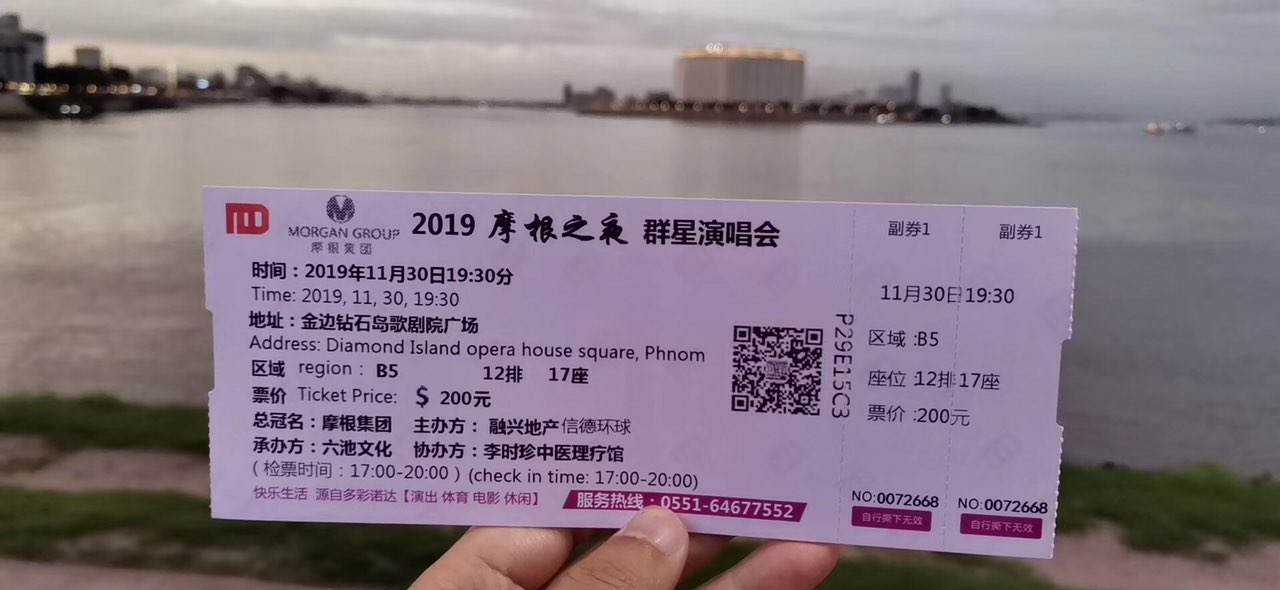 MORGAN GROUP
摩根集团
2019 摩根之夜 群星演唱会
时间：2019年11月30日19:30分
Time: 2019, 11, 30, 19:30
地址：金边钻石岛歌剧院广场
Address: Diamond Island opera house square, Phnom
区域 region : B5 12排 17座
票价 Ticket Price: $ 200元
总冠名：摩根集团 主办方：融兴地产信德环球
承办方：六池文化 协办方：李时珍中医理疗馆
（检票时间：17:00-20:00）(check in time: 17:00-20:00)
快乐生活 源自多彩诺达【演出 体育 电影 休闲】
服务热线：0551-64677552
P29E15C3
副券1 副券1
11月30日19:30
区域 :B5
座位 :12排17座
票价 :200元
NO:0072668 NO:0072668
自行撕下无效 自行撕下无效